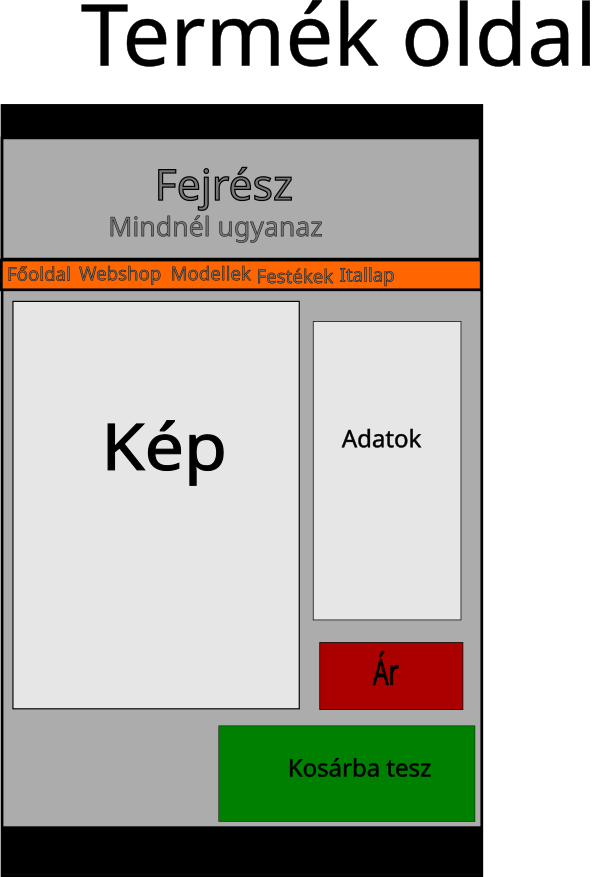 Termék oldal
Fejrész
Mindnél ugyanaz
Főoldal Webshop Modellek Festékek Itallap
Kép
Adatok
Ár
Kosárba tesz